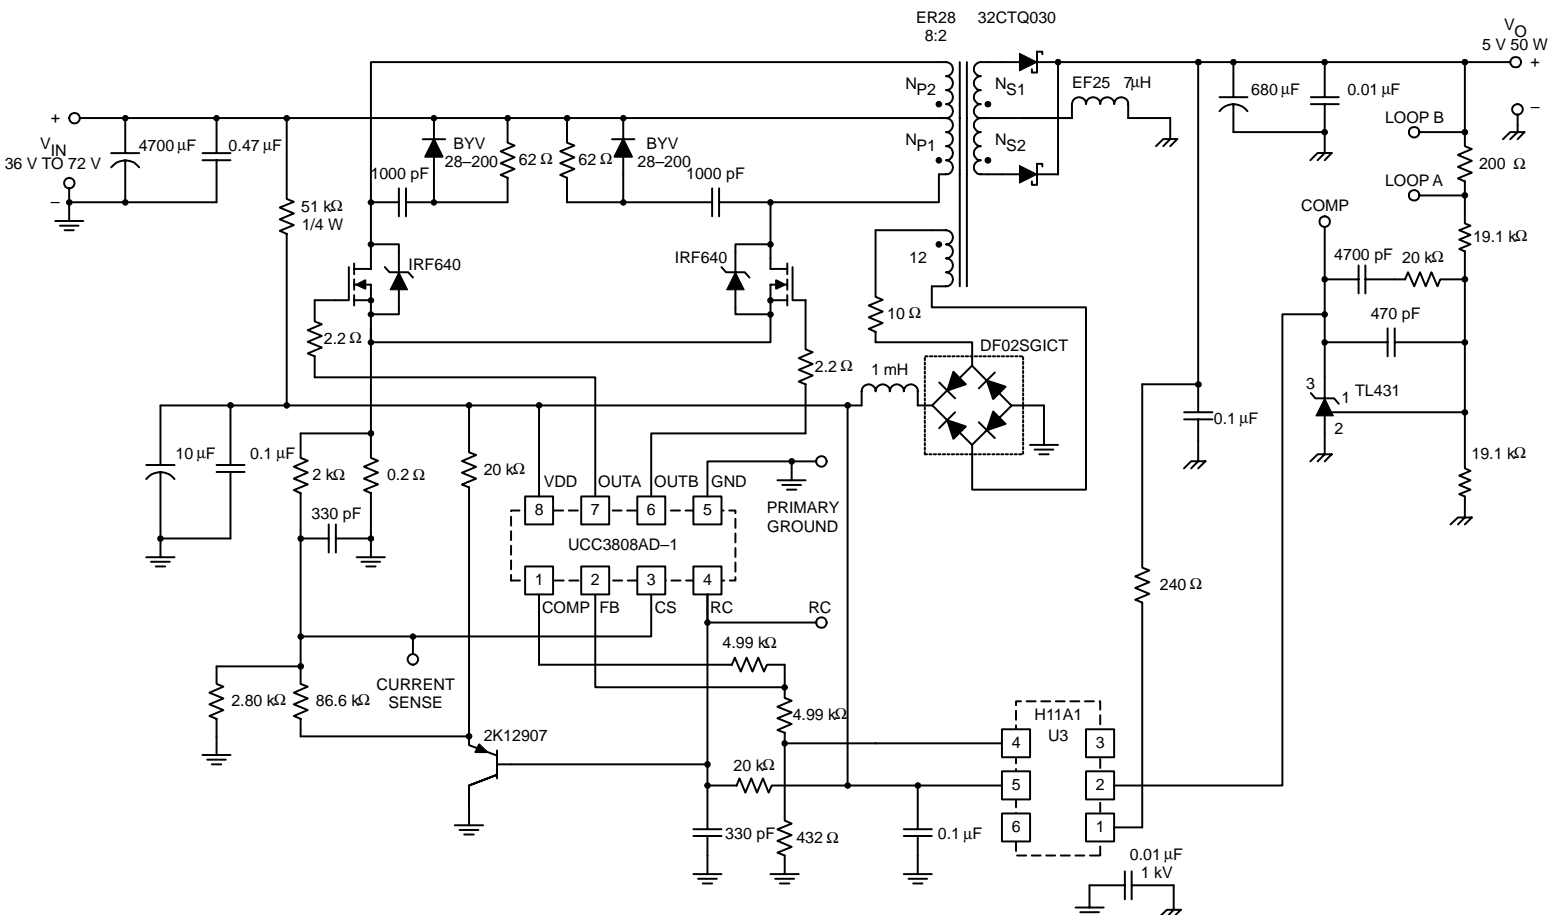 ER28 32CTQ030
8:2
VO
5 V 50 W
+
–
NP2
NS1
EF25 7μH
680 μF
0.01 μF
LOOP B
+
VIN
36 V TO 72 V
–
4700 μF
0.47 μF
BYV
28–200
62 Ω
62 Ω
BYV
28–200
NP1
NS2
1000 pF
1000 pF
200 Ω
LOOP A
51 kΩ
1/4 W
COMP
19.1 kΩ
IRF640
IRF640
12
4700 pF
20 kΩ
10 Ω
470 pF
2.2 Ω
2.2 Ω
DF02SGICT
1 mH
3
1
TL431
2
0.1 μF
10 μF
0.1 μF
2 kΩ
0.2 Ω
20 kΩ
19.1 kΩ
VDD
OUTA
OUTB
GND
8
7
6
5
PRIMARY
GROUND
330 pF
UCC3808AD–1
1
2
3
4
COMP
FB
CS
RC
RC
240 Ω
4.99 kΩ
CURRENT
SENSE
2.80 kΩ
86.6 kΩ
4.99 kΩ
H11A1
U3
2K12907
4
3
20 kΩ
5
2
330 pF
432 Ω
0.1 μF
6
1
0.01 μF
1 kV